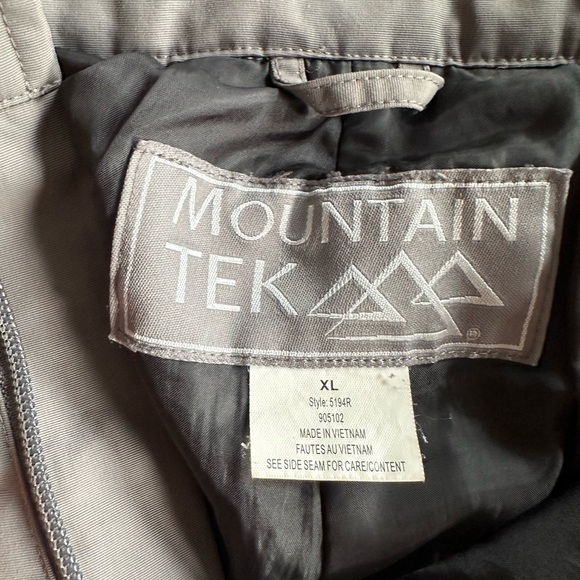 MOUNTAIN
TEK
XL
Style: 5194R
905102
MADE IN VIETNAM
FAUTES AU VIETNAM
SEE SIDE SEAM FOR CARE/CONTENT